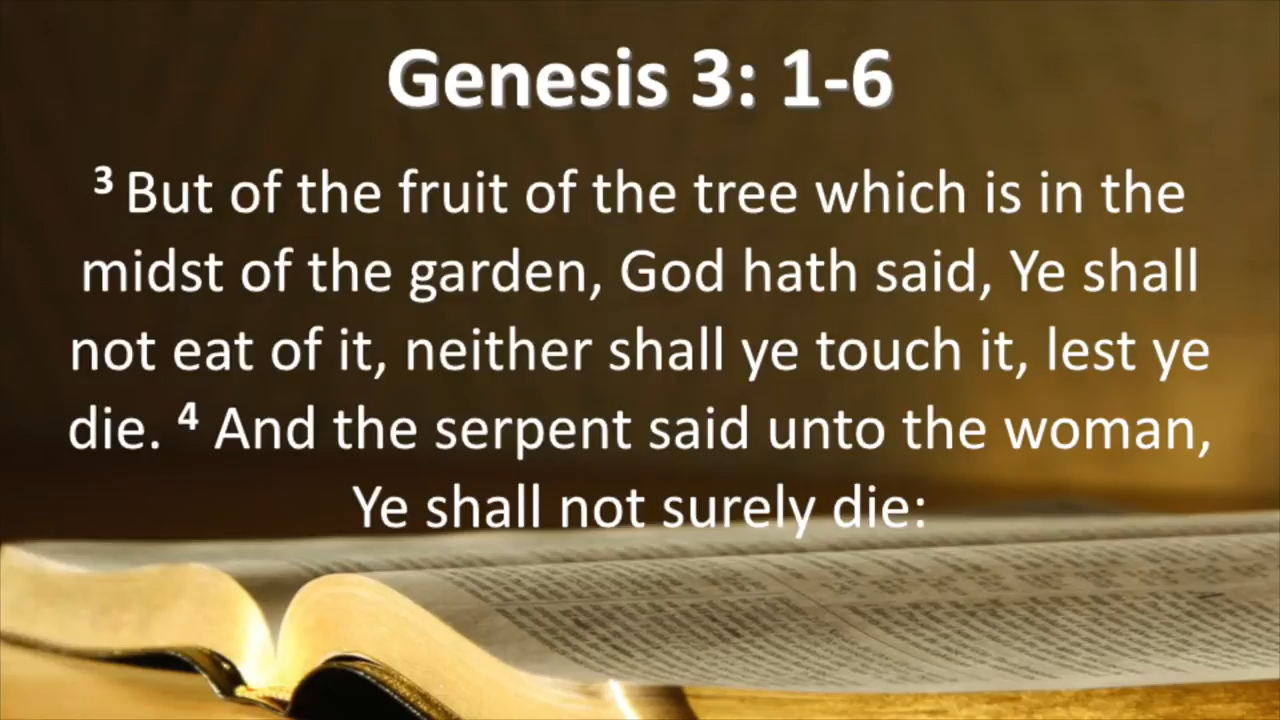 Genesis 3: 1-6
3 But of the fruit of the tree which is in the
midst of the garden, God hath said, Ye shall
not eat of it, neither shall ye touch it, lest ye
die. 4 And the serpent said unto the woman,
Ye shall not surely die: